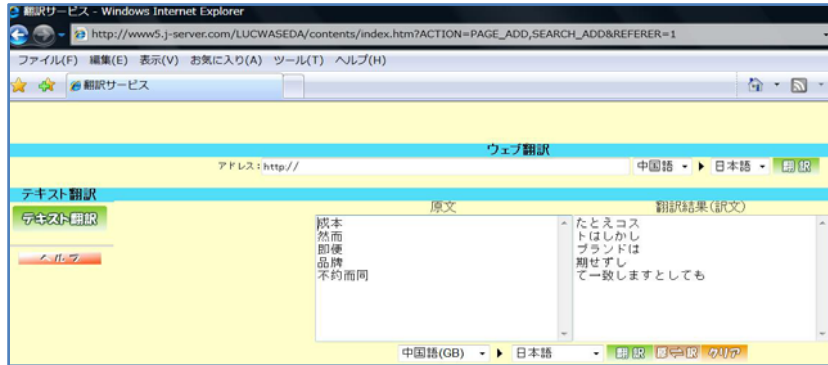 翻訳サービス - Windows Internet Explorer
http://www5.j-server.com/LUCWASEDA/contents/index.htm?ACTION=PAGE_ADD,SEARCH_ADD&REFERER=1
ファイル(F) 編集(E) 表示(V) お気に入り(A) ツール(T) ヘルプ(H)
翻訳サービス
ウェブ翻訳
アドレス：http:// 中国語 日本語 翻訳
テキスト翻訳
テキスト翻訳
ヘルプ
原文
成本
然而
即便
品牌
不约而同
翻訳結果(訳文)
たとえコス
トはしかし
ブランドは
期せずし
て一致しますとしても
中国語(GB) 日本語 翻訳 原⇄訳 クリア